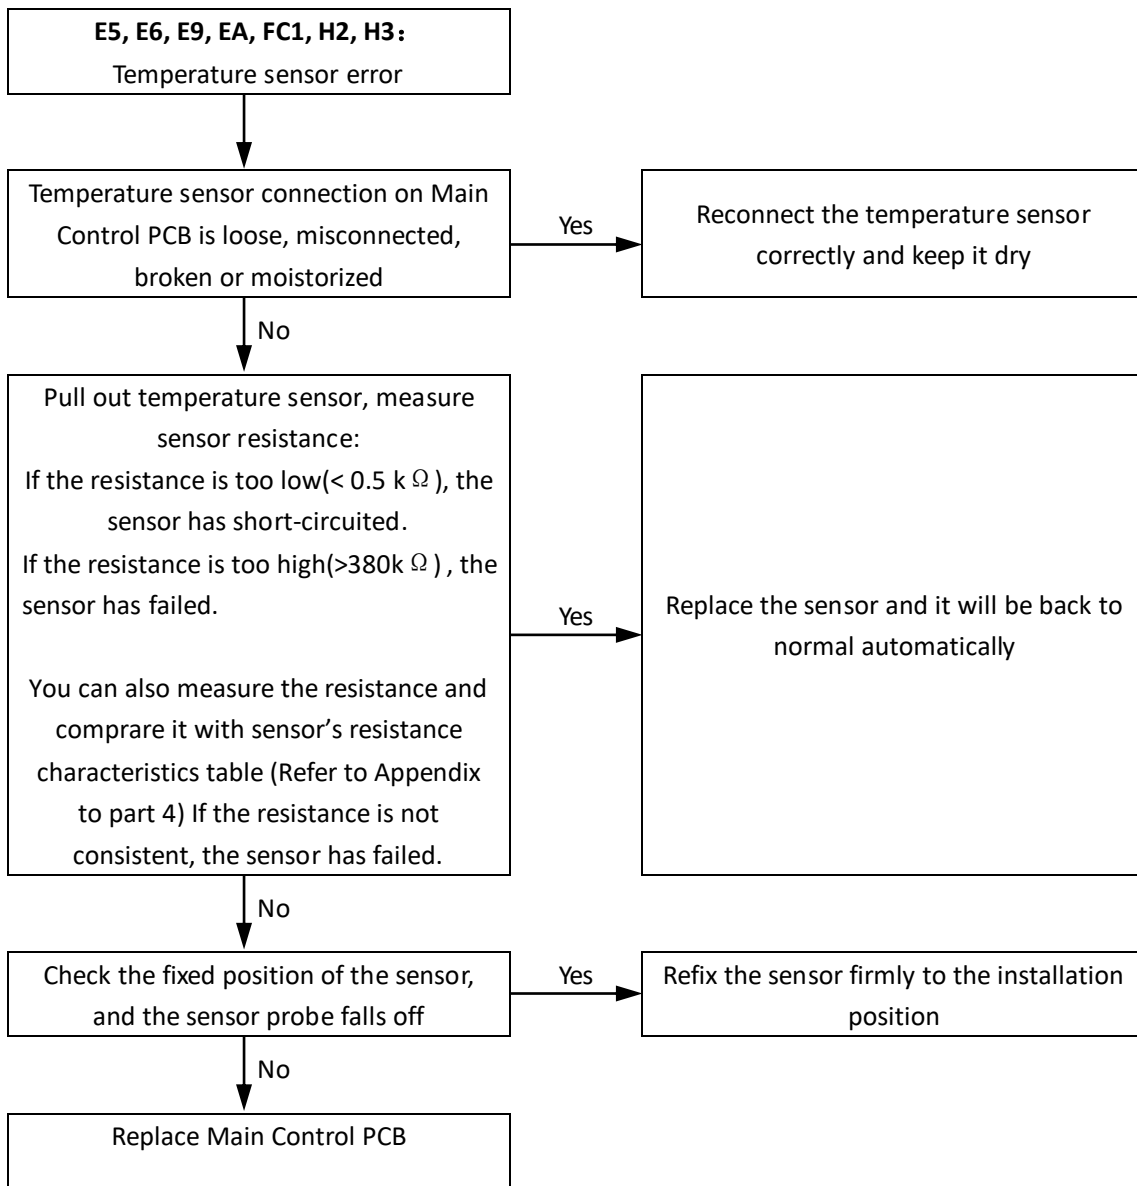 E5, E6, E9, EA, FC1, H2, H3：
Temperature sensor error
Temperature sensor connection on Main
Control PCB is loose, misconnected,
broken or moistorized
Yes
Reconnect the temperature sensor
correctly and keep it dry
No
Pull out temperature sensor, measure
sensor resistance:
If the resistance is too low(< 0.5 k Ω), the
sensor has short-circuited.
If the resistance is too high(>380k Ω) , the
sensor has failed.
You can also measure the resistance and
comprare it with sensor’s resistance
characteristics table (Refer to Appendix
to part 4) If the resistance is not
consistent, the sensor has failed.
Yes
Replace the sensor and it will be back to
normal automatically
No
Check the fixed position of the sensor,
and the sensor probe falls off
Yes
Refix the sensor firmly to the installation
position
No
Replace Main Control PCB